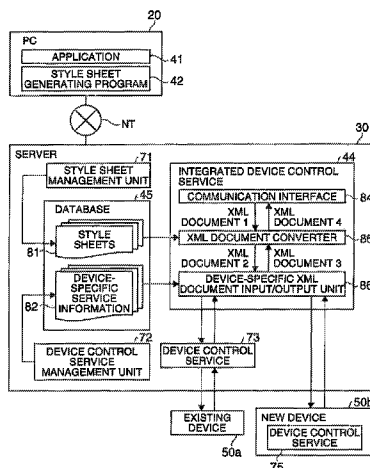 20
PC
APPLICATION
41
STYLE SHEET
GENERATING PROGRAM
42
NT
30
SERVER
71
STYLE SHEET
MANAGEMENT UNIT
45
DATABASE
STYLE
SHEETS
81
DEVICE-
SPECIFIC
SERVICE
INFORMATION
82
72
DEVICE CONTROL
SERVICE
MANAGEMENT UNIT
44
INTEGRATED DEVICE CONTROL
SERVICE
COMMUNICATION INTERFACE
84
XML
DOCUMENT 1
XML
DOCUMENT 4
XML DOCUMENT CONVERTER
XML
DOCUMENT 2
XML
DOCUMENT 3
DEVICE-SPECIFIC XML
DOCUMENT INPUT/OUTPUT UNIT
73
DEVICE CONTROL
SERVICE
EXISTING
DEVICE
50a
50b
NEW DEVICE
DEVICE CONTROL
SERVICE
75